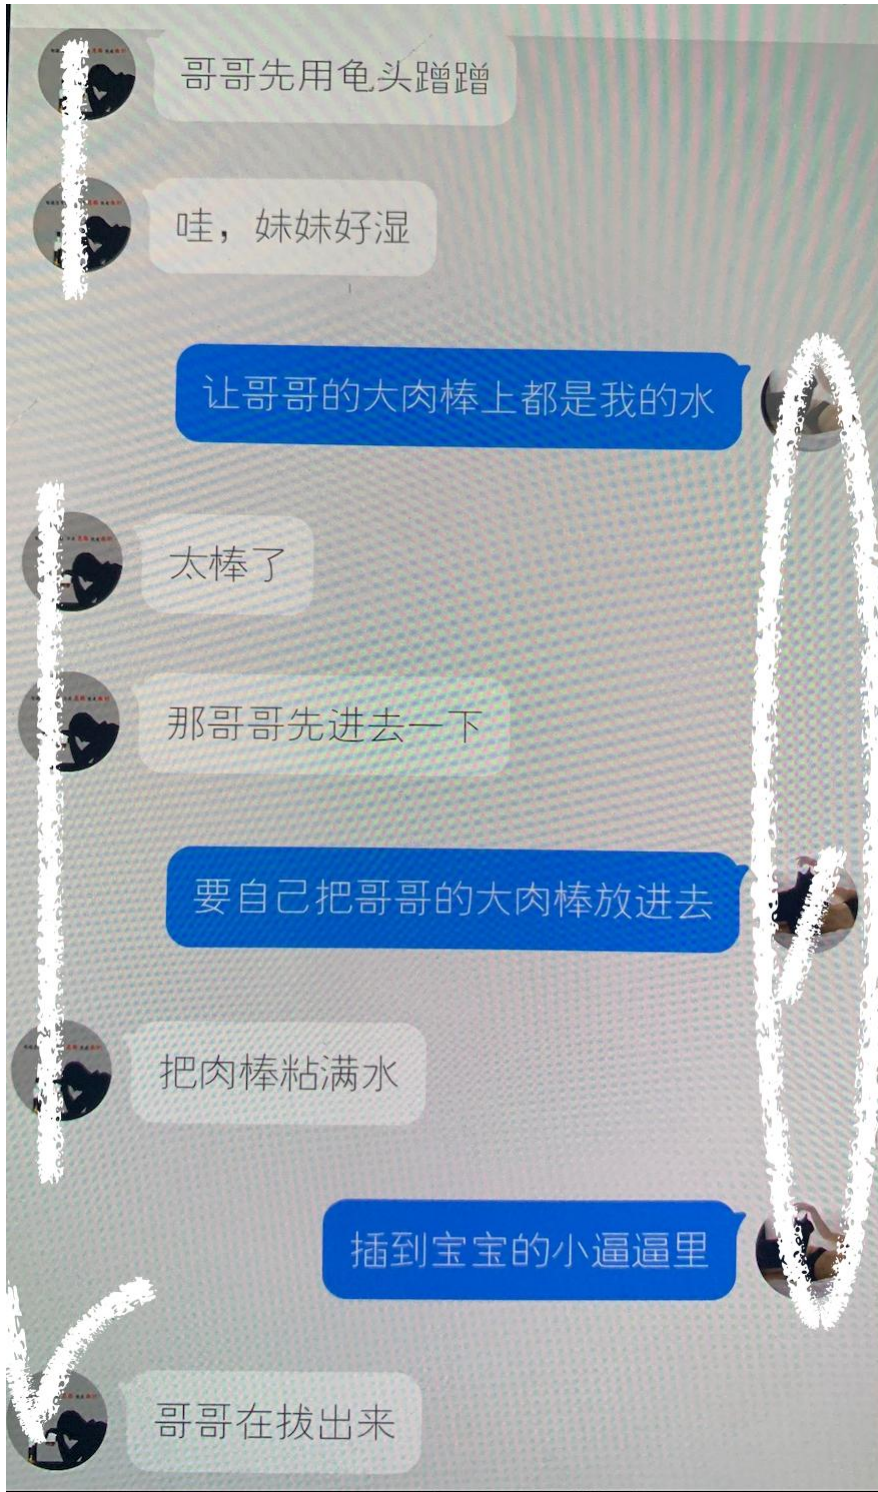 哥哥先用龟头蹭蹭
哇，妹妹好湿
让哥哥的大肉棒上都是我的水
太棒了
那哥哥先进去一下
要自己把哥哥的大肉棒放进去
把肉棒粘满水
插到宝宝的小逼逼里
哥哥在拔出来